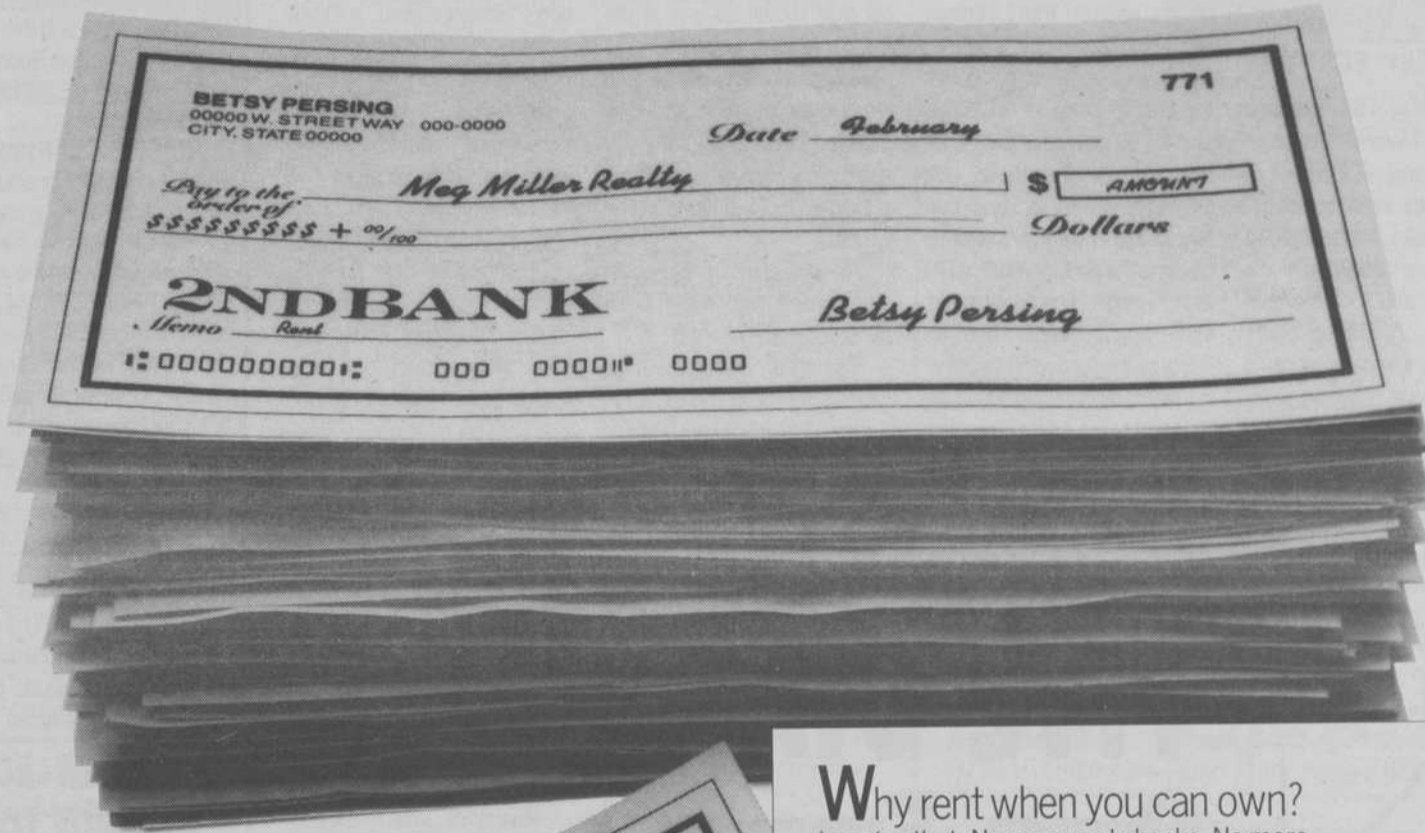 771
BETSY PERSING
00000 W. STREET WAY 000-0000
CITY, STATE 00000
Date February
Pay to the order of Meg Miller Realty $ AMOUNT
$$$$$$$$$ + 00/100 Dollars
2NDBANK
Memo Rent Betsy Persing
⑆000000000⑆ 000 0000⑈ 0000
Why rent when you can own?